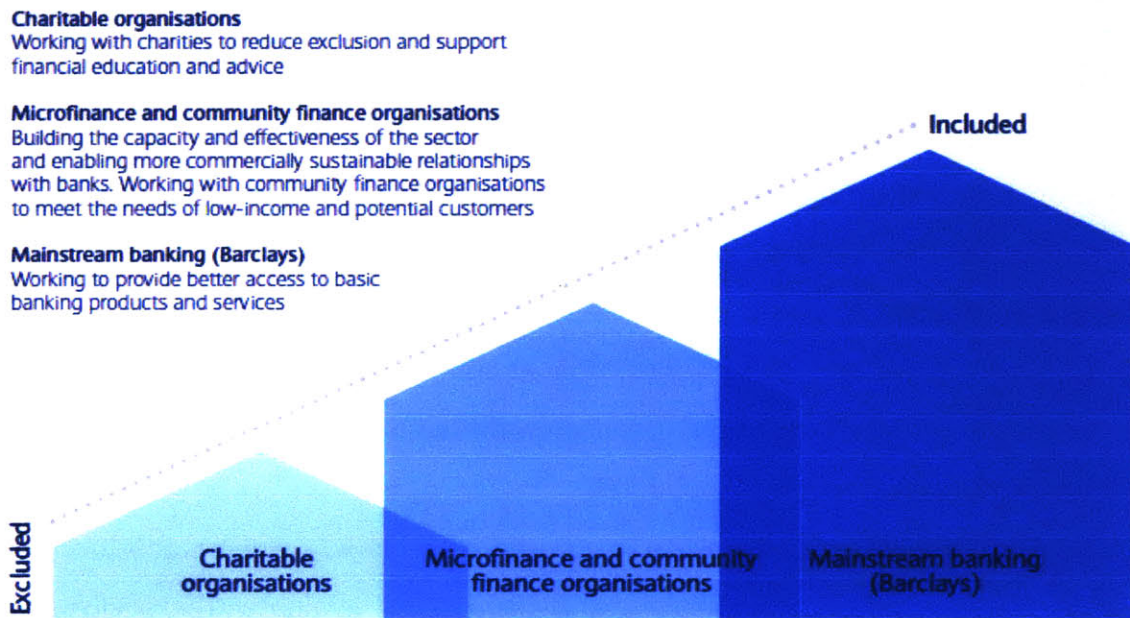 Charitable organisations
Working with charities to reduce exclusion and support
financial education and advice
Microfinance and community finance organisations
Building the capacity and effectiveness of the sector
and enabling more commercially sustainable relationships
with banks. Working with community finance organisations
to meet the needs of low-income and potential customers
Mainstream banking (Barclays)
Working to provide better access to basic
banking products and services
Included
Excluded
Charitable
organisations
Microfinance and community
finance organisations
Mainstream banking
(Barclays)